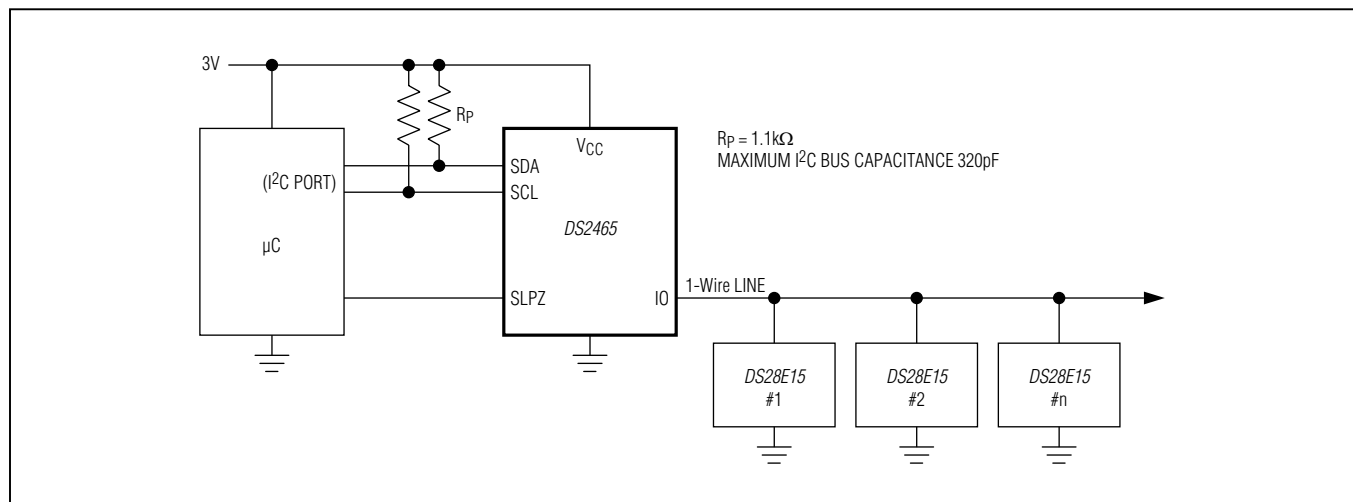 3V
RP
VCC
RP = 1.1kΩ
MAXIMUM I²C BUS CAPACITANCE 320pF
(I²C PORT)
SDA
SCL
µC
DS2465
SLPZ
IO
1-Wire LINE
DS28E15
#1
DS28E15
#2
DS28E15
#n